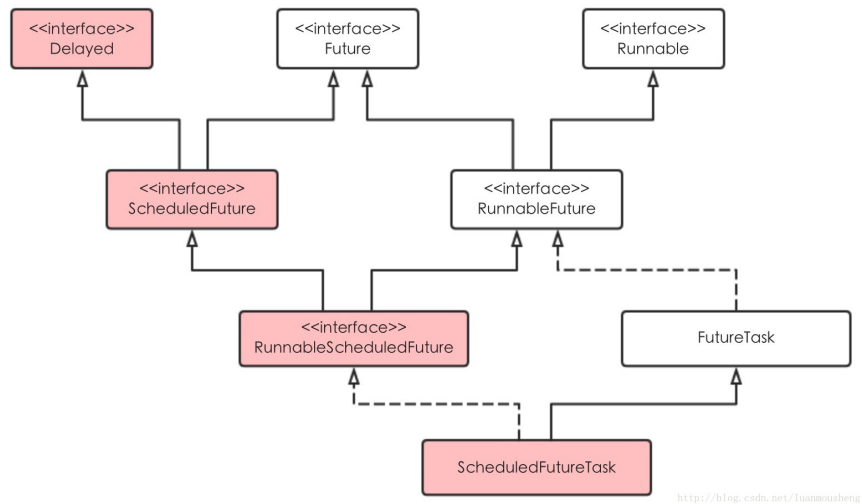 <<interface>>
Delayed
<<interface>>
Future
<<interface>>
Runnable
<<interface>>
ScheduledFuture
<<interface>>
RunnableFuture
<<interface>>
RunnableScheduledFuture
FutureTask
ScheduledFutureTask
http://blog.csdn.net/luanmousheng